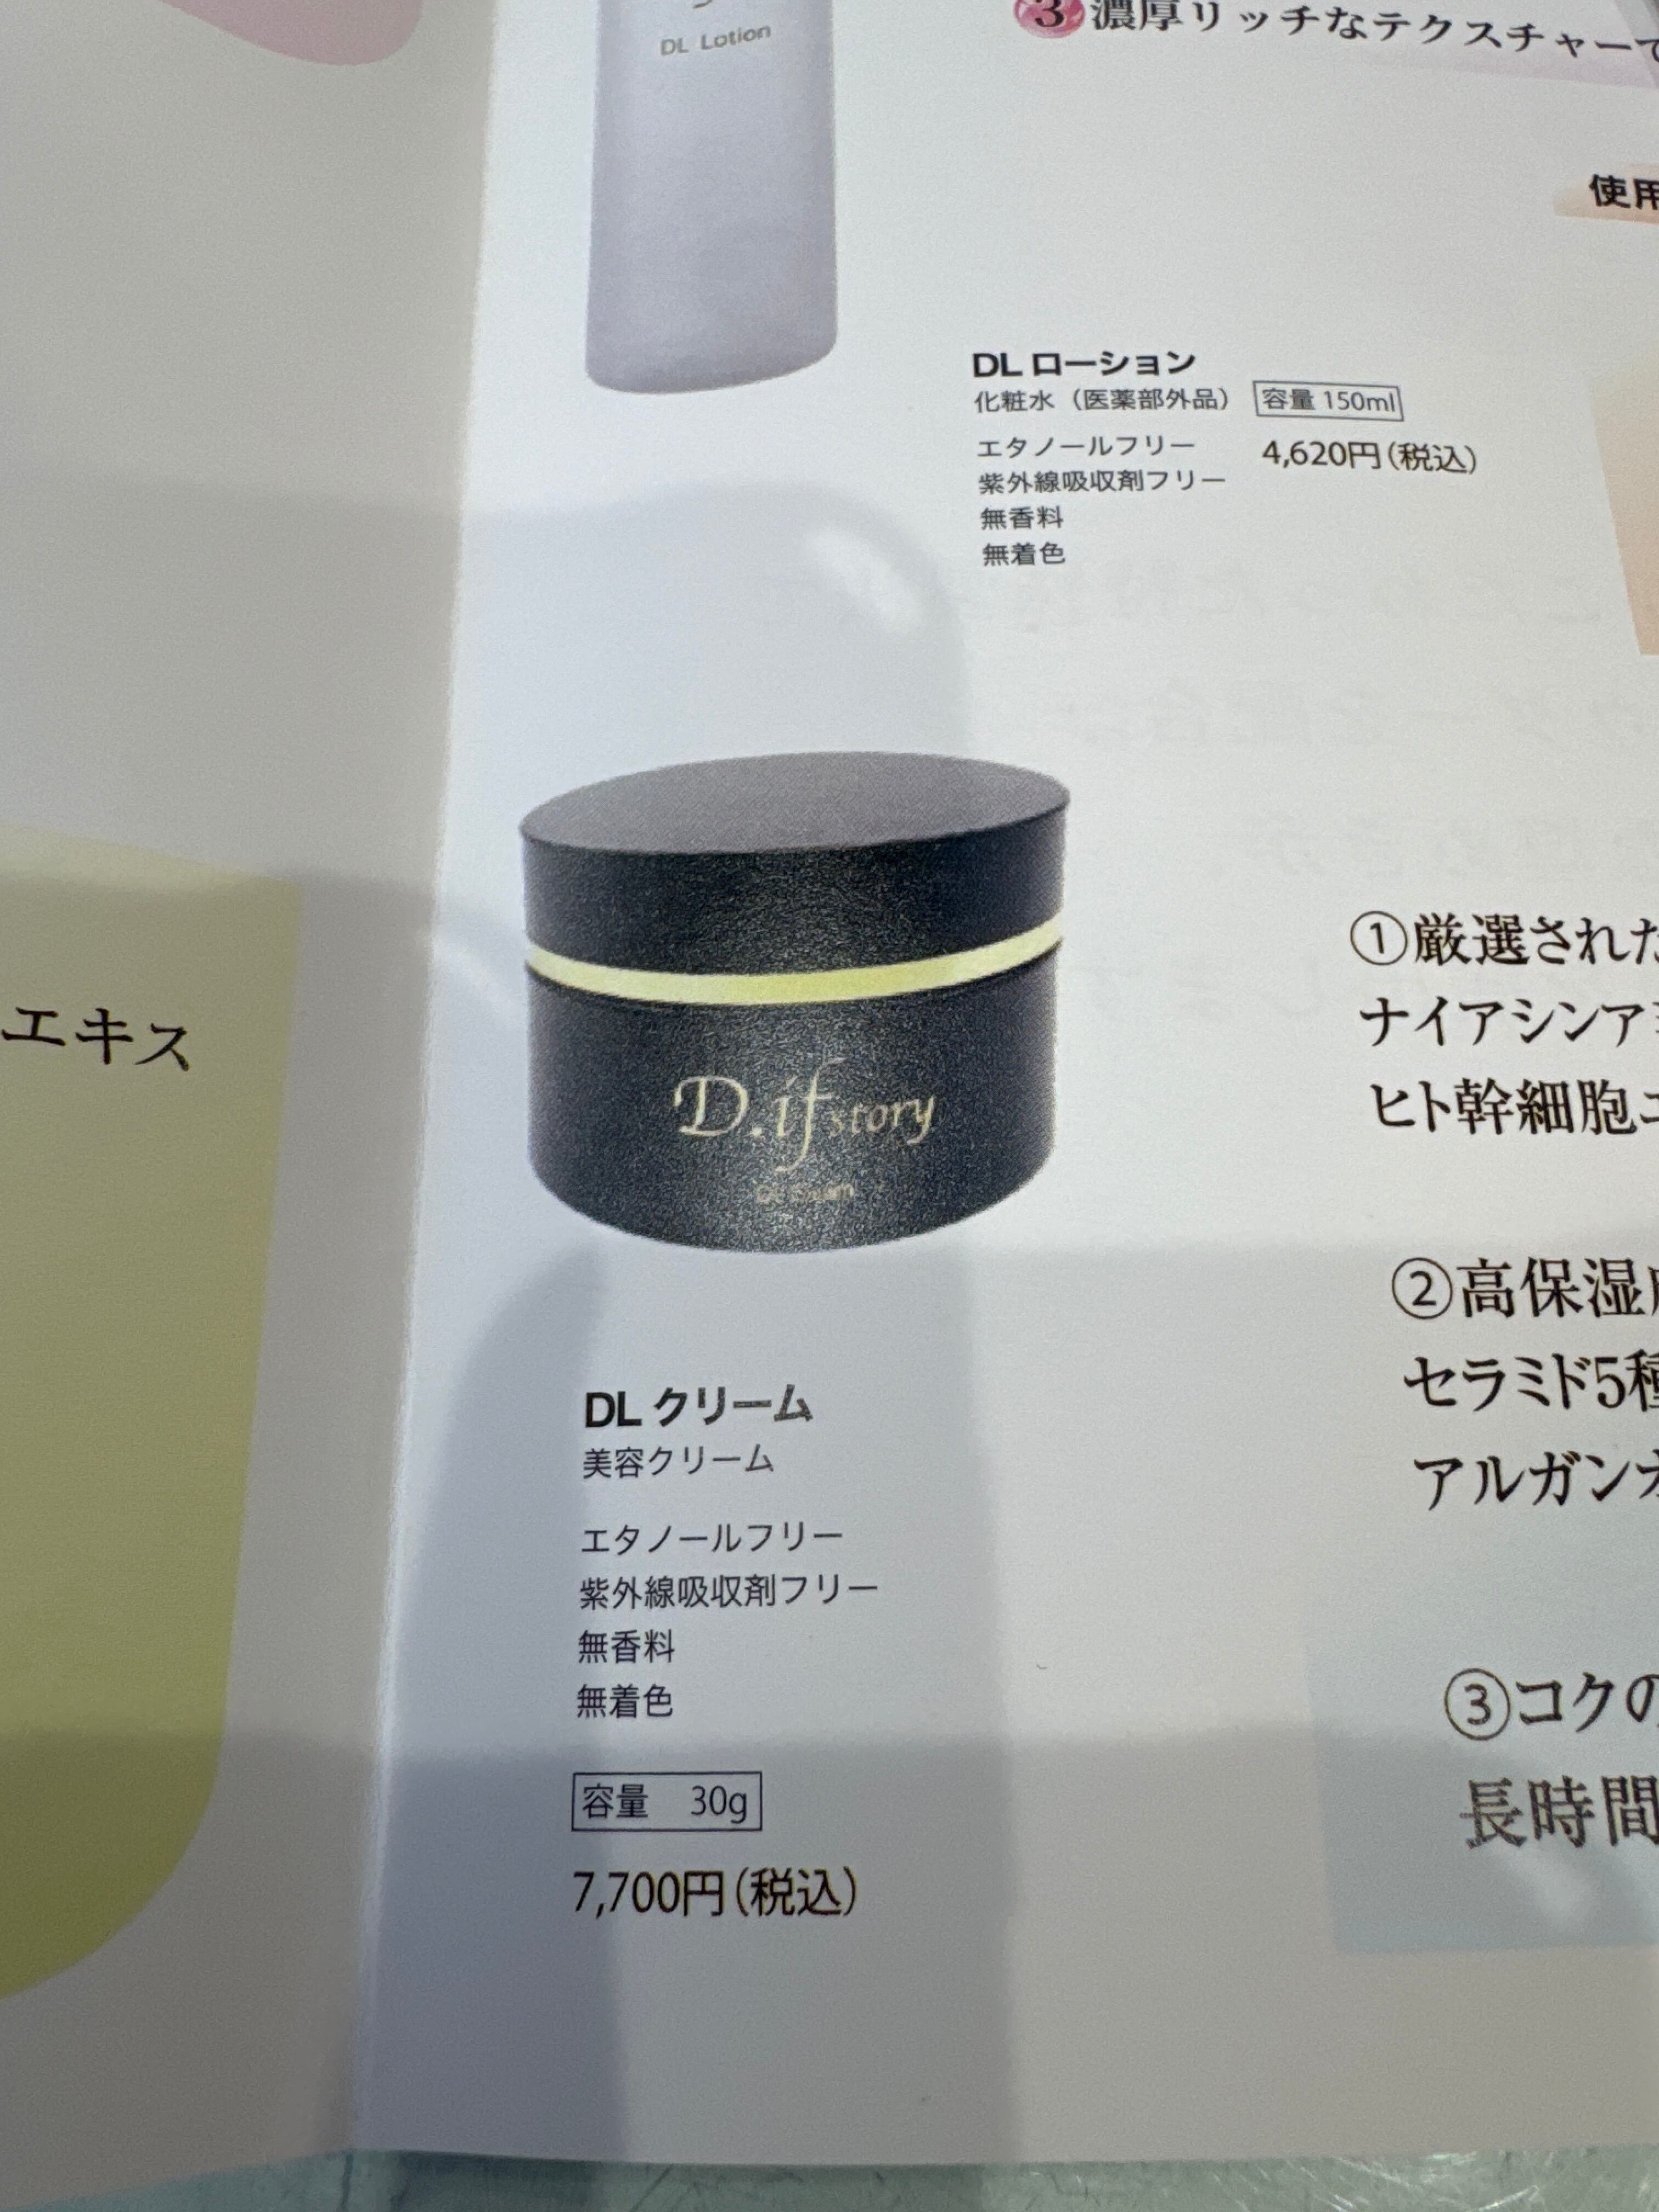 DL Lotion
③濃厚リッチなテクスチャーで
使用
DL ローション
化粧水（医薬部外品） 容量 150ml
エタノールフリー 4,620円(税込)
紫外線吸収剤フリー
無香料
無着色
エキス
D.if story
DL Cream
①厳選された
ナイアシンア
ヒト幹細胞エ
②高保湿
セラミド5種
アルガンオ
③コクの
長時間
DL クリーム
美容クリーム
エタノールフリー
紫外線吸収剤フリー
無香料
無着色
容量 30g
7,700円(税込)